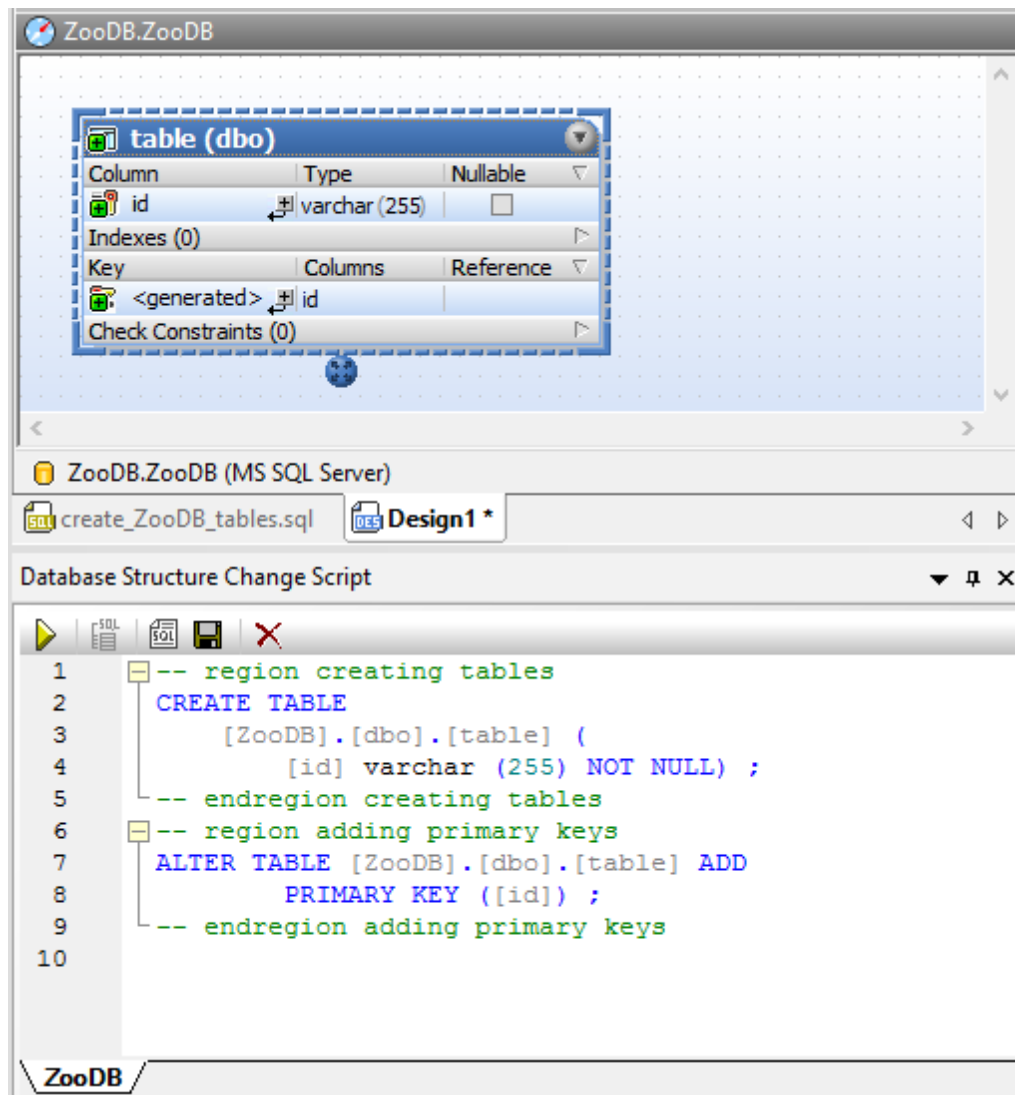 ZooDB.ZooDB
table (dbo)
Column Type Nullable
id varchar (255)
Indexes (0)
Key Columns Reference
<generated> id
Check Constraints (0)
ZooDB.ZooDB (MS SQL Server)
SQL create_ZooDB_tables.sql DES Design1 *
Database Structure Change Script
SQL SQL
1 -- region creating tables
2 CREATE TABLE
3 [ZooDB].[dbo].[table] (
4 [id] varchar (255) NOT NULL) ;
5 -- endregion creating tables
6 -- region adding primary keys
7 ALTER TABLE [ZooDB].[dbo].[table] ADD
8 PRIMARY KEY ([id]) ;
9 -- endregion adding primary keys
10
ZooDB